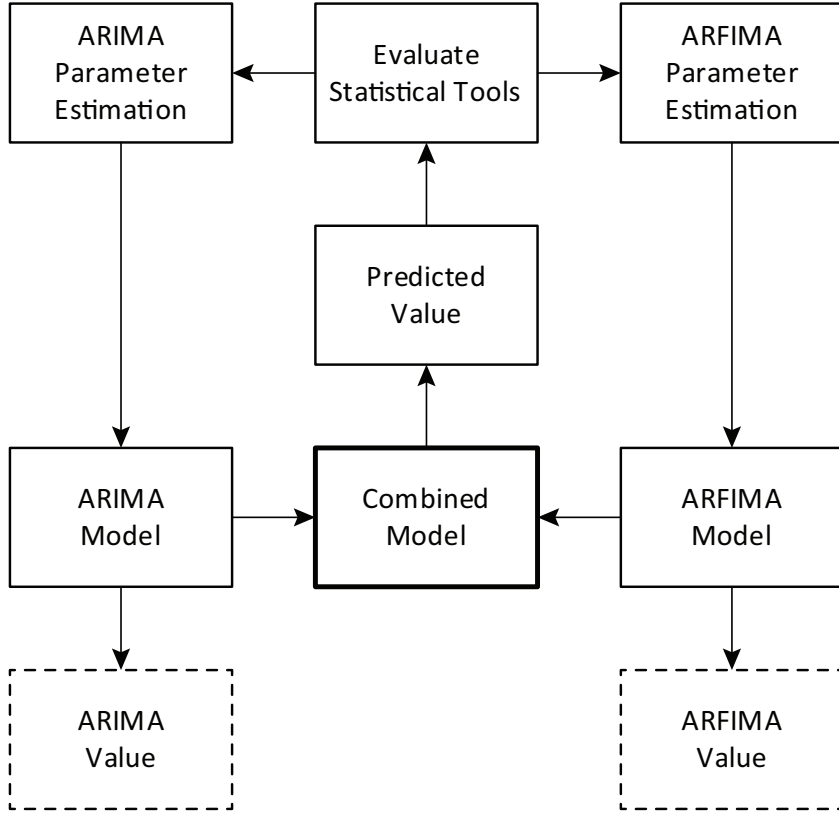 ARIMA
Parameter
Estimation
Evaluate
Statistical Tools
ARFIMA
Parameter
Estimation
Predicted
Value
ARIMA
Model
Combined
Model
ARFIMA
Model
ARIMA
Value
ARFIMA
Value